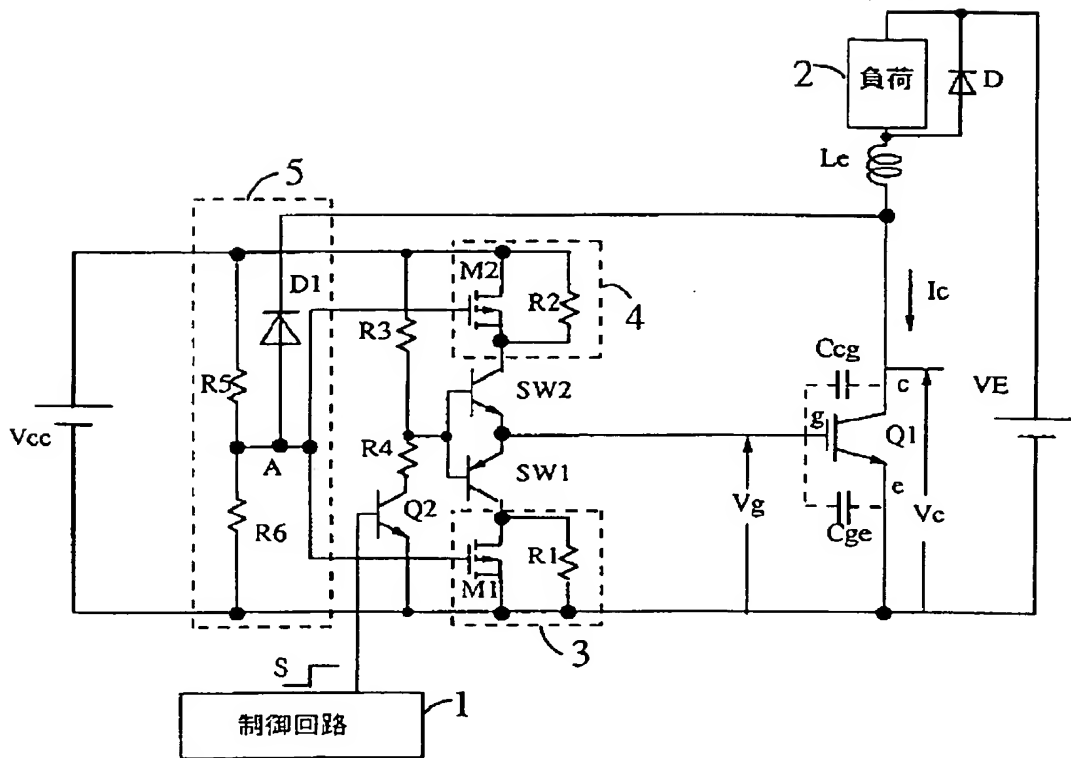 2
負荷
D
Le
5
D1
M2
R2
4
Ic
R3
Ccg
SW2
c
VE
R5
g
Q1
Vcc
R4
A
SW1
e
Q2
Vg
Vc
R6
Cge
R1
M1
3
S
1
制御回路